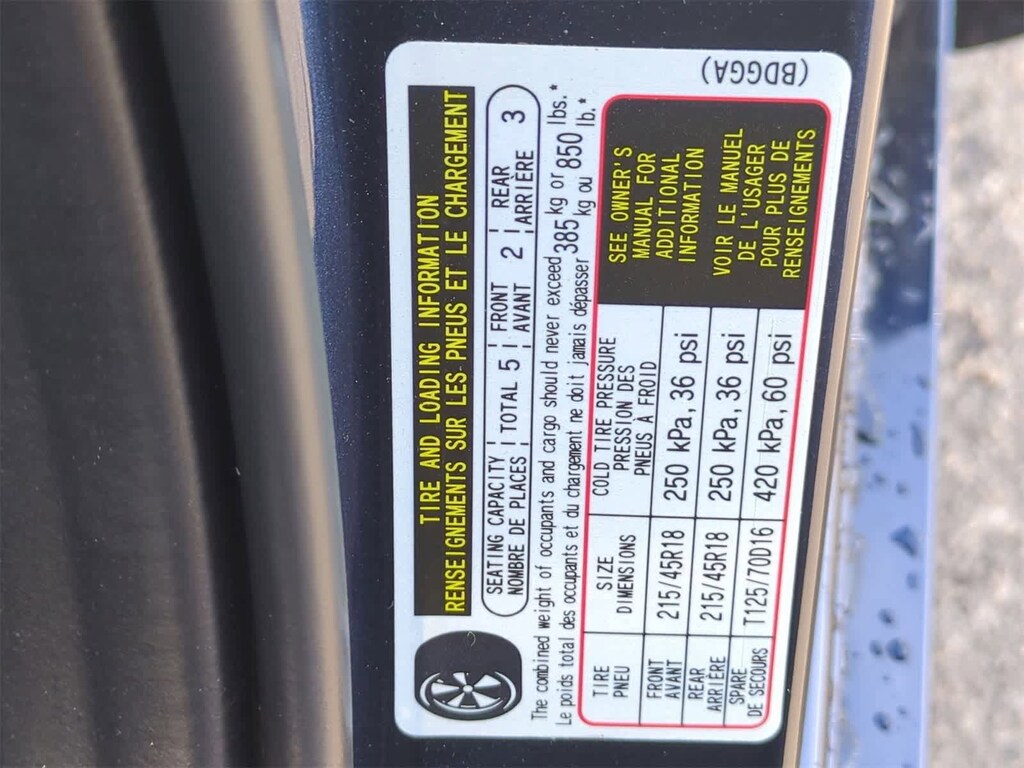 TIRE AND LOADING INFORMATION
RENSEIGNEMENTS SUR LES PNEUS ET LE CHARGEMENT
SEATING CAPACITY TOTAL 5 FRONT 2 REAR 3
NOMBRE DE PLACES AVANT ARRIÈRE
The combined weight of occupants and cargo should never exceed 385 kg or 850 lbs.*
Le poids total des occupants et du chargement ne doit jamais dépasser kg ou lb.*
TIRE SIZE COLD TIRE PRESSURE
PNEU DIMENSIONS PRESSION DES
PNEUS À FROID
FRONT
AVANT 215/45R18 250 kPa, 36 psi
REAR
ARRIÈRE 215/45R18 250 kPa, 36 psi
SPARE
DE SECOURS T125/70D16 420 kPa, 60 psi
SEE OWNER'S
MANUAL FOR
ADDITIONAL
INFORMATION
VOIR LE MANUEL
DE L'USAGER
POUR PLUS DE
RENSEIGNEMENTS
(BDGGA)